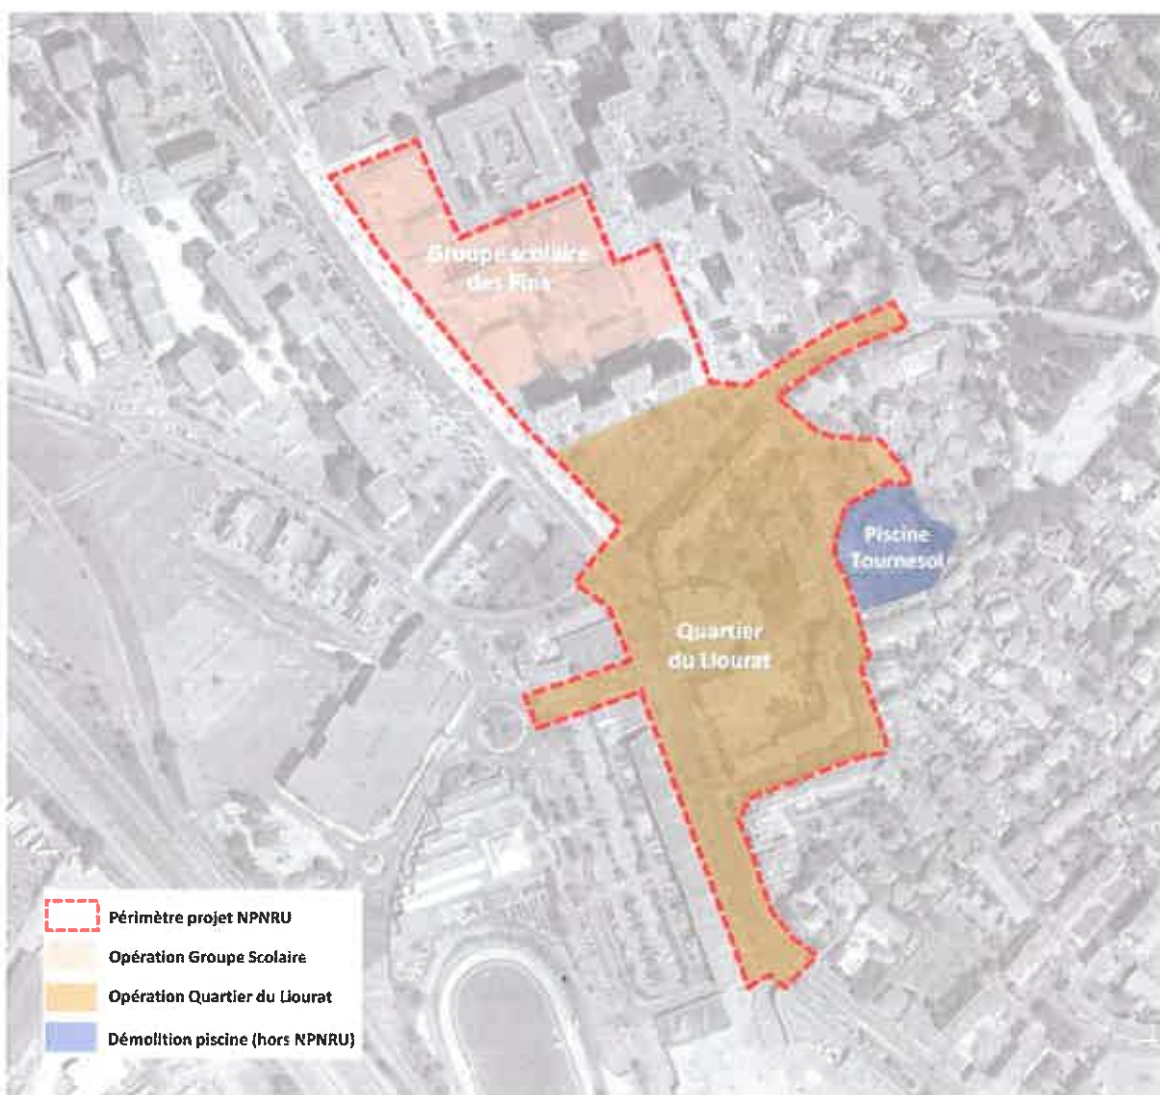 Groupe scolaire
des Fins
Piscine
Tournesol
Quartier
du Liourat
Périmètre projet NPNRU
Opération Groupe Scolaire
Opération Quartier du Liourat
Démolition piscine (hors NPNRU)